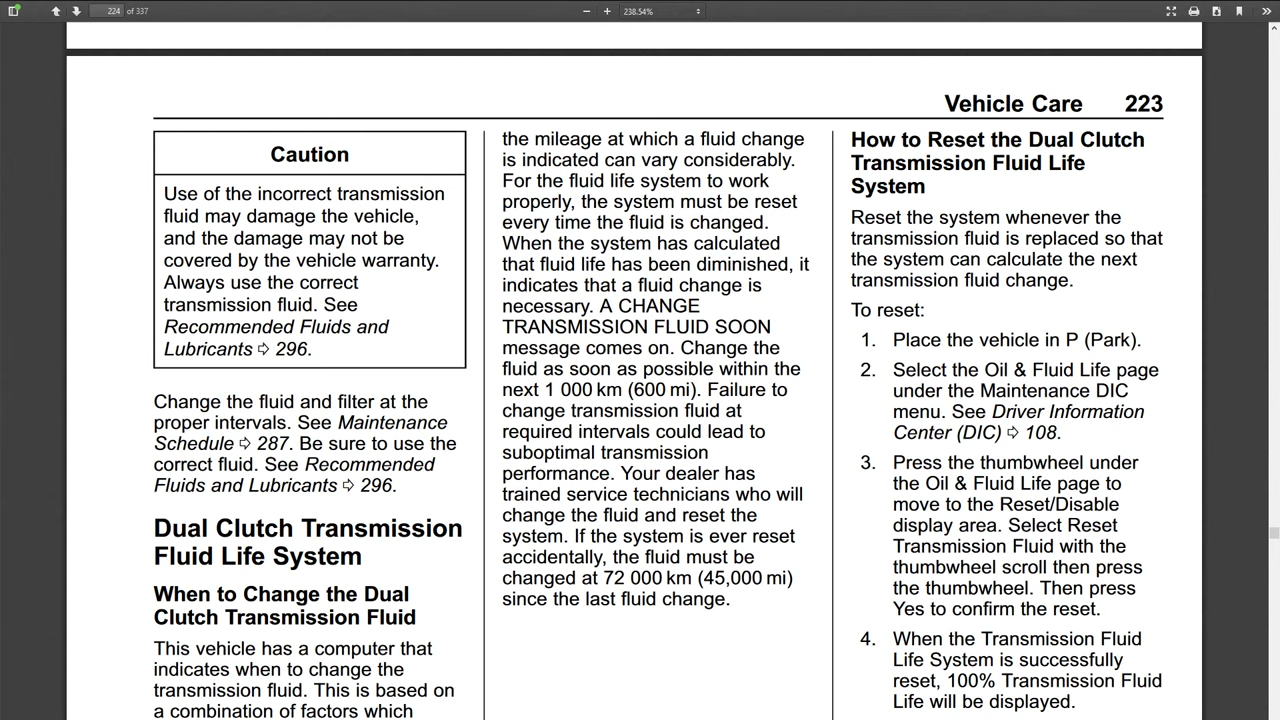 224 of 337
238.54%
Vehicle Care 223
Caution
Use of the incorrect transmission
fluid may damage the vehicle,
and the damage may not be
covered by the vehicle warranty.
Always use the correct
transmission fluid. See
Recommended Fluids and
Lubricants ⇨ 296.
Change the fluid and filter at the
proper intervals. See Maintenance
Schedule ⇨ 287. Be sure to use the
correct fluid. See Recommended
Fluids and Lubricants ⇨ 296.
Dual Clutch Transmission
Fluid Life System
When to Change the Dual
Clutch Transmission Fluid
This vehicle has a computer that
indicates when to change the
transmission fluid. This is based on
a combination of factors which
the mileage at which a fluid change
is indicated can vary considerably.
For the fluid life system to work
properly, the system must be reset
every time the fluid is changed.
When the system has calculated
that fluid life has been diminished, it
indicates that a fluid change is
necessary. A CHANGE
TRANSMISSION FLUID SOON
message comes on. Change the
fluid as soon as possible within the
next 1 000 km (600 mi). Failure to
change transmission fluid at
required intervals could lead to
suboptimal transmission
performance. Your dealer has
trained service technicians who will
change the fluid and reset the
system. If the system is ever reset
accidentally, the fluid must be
changed at 72 000 km (45,000 mi)
since the last fluid change.
How to Reset the Dual Clutch
Transmission Fluid Life
System
Reset the system whenever the
transmission fluid is replaced so that
the system can calculate the next
transmission fluid change.
To reset:
1. Place the vehicle in P (Park).
2. Select the Oil & Fluid Life page
under the Maintenance DIC
menu. See Driver Information
Center (DIC) ⇨ 108.
3. Press the thumbwheel under
the Oil & Fluid Life page to
move to the Reset/Disable
display area. Select Reset
Transmission Fluid with the
thumbwheel scroll then press
the thumbwheel. Then press
Yes to confirm the reset.
4. When the Transmission Fluid
Life System is successfully
reset, 100% Transmission Fluid
Life will be displayed.